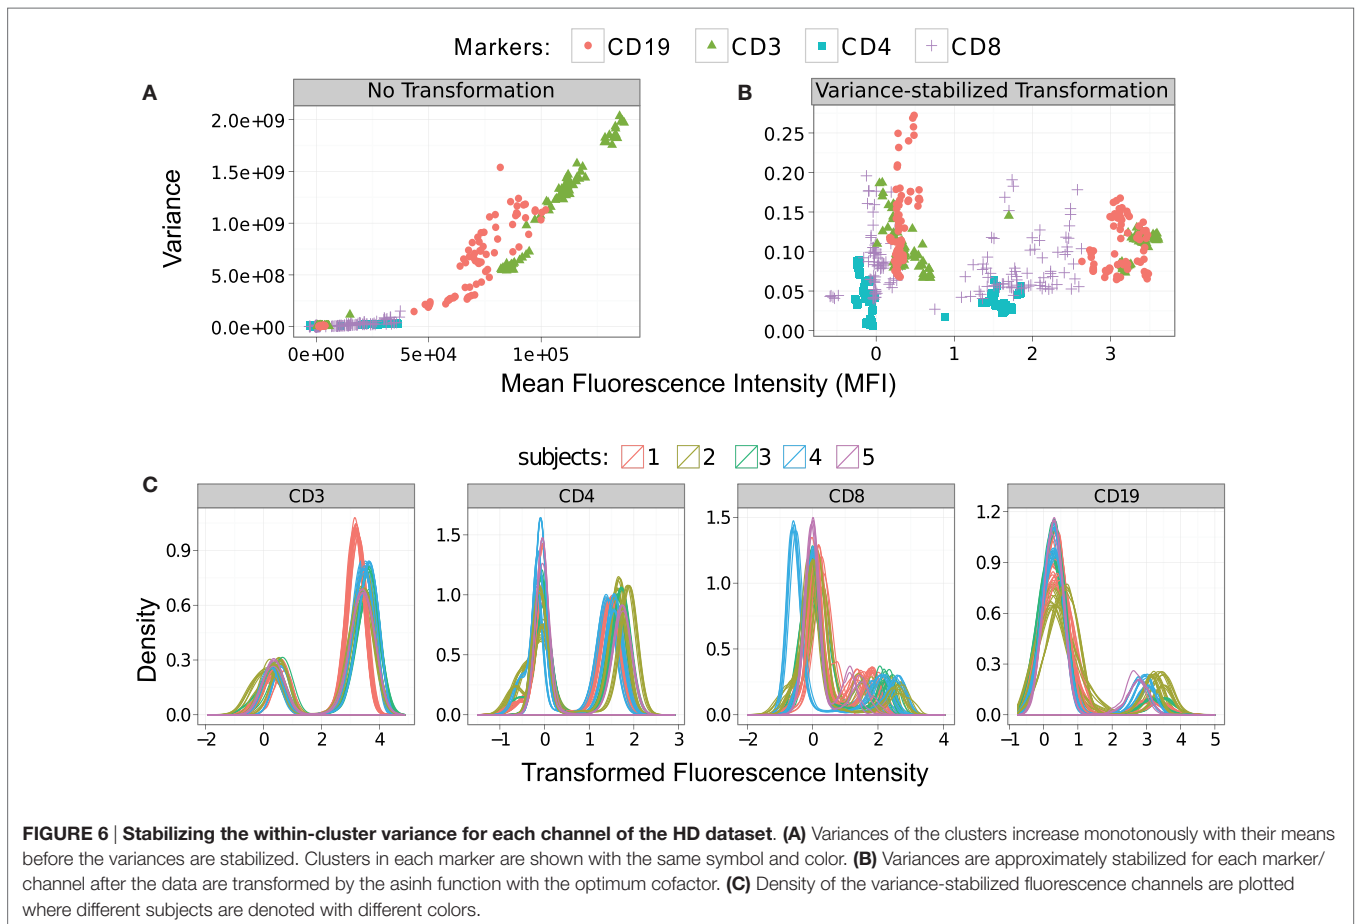 Markers: CD19 CD3 CD4 CD8
A
No Transformation
Variance
2.0e+09
1.5e+09
1.0e+09
5.0e+08
0.0e+00
0e+00 5e+04 1e+05
B
Variance-stabilized Transformation
0.25
0.20
0.15
0.10
0.05
0.00
0 1 2 3
Mean Fluorescence Intensity (MFI)
subjects: 1 2 3 4 5
C
Density
CD3
0.9
0.6
0.3
0.0
−2 0 2 4
CD4
1.5
1.0
0.5
0.0
−1 0 1 2 3
CD8
1.5
1.0
0.5
0.0
−2 0 2 4
CD19
1.2
0.9
0.6
0.3
0.0
−1 0 1 2 3 4 5
Transformed Fluorescence Intensity
FIGURE 6 | Stabilizing the within-cluster variance for each channel of the HD dataset. (A) Variances of the clusters increase monotonously with their means
before the variances are stabilized. Clusters in each marker are shown with the same symbol and color. (B) Variances are approximately stabilized for each marker/
channel after the data are transformed by the asinh function with the optimum cofactor. (C) Density of the variance-stabilized fluorescence channels are plotted
where different subjects are denoted with different colors.